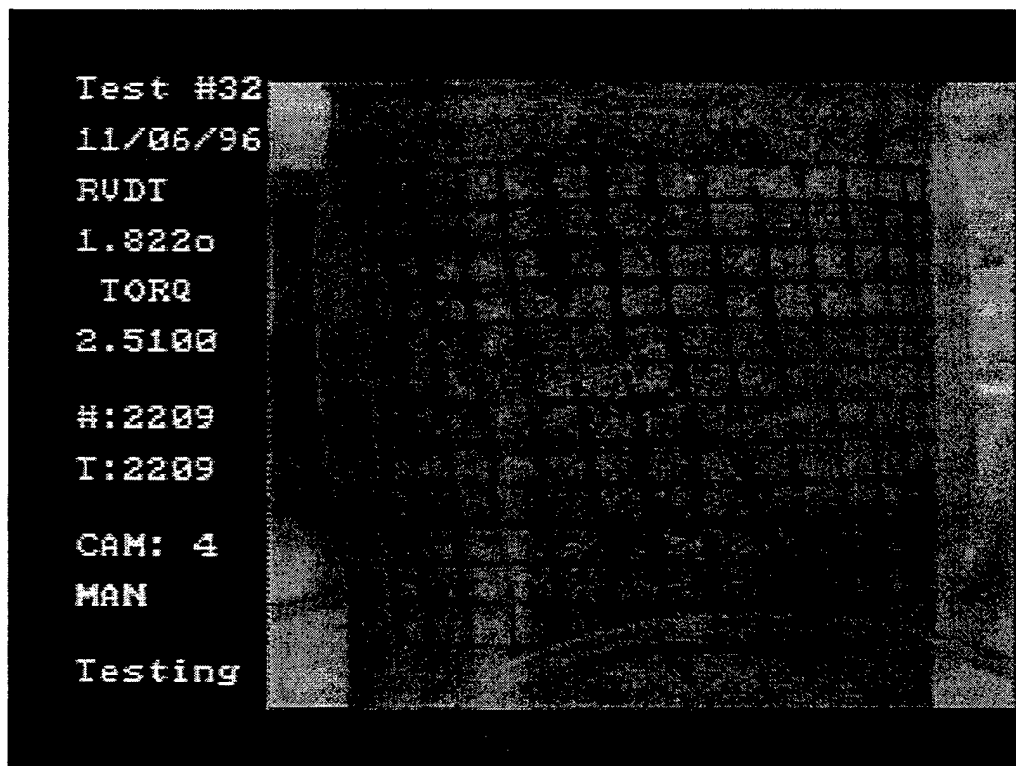 Test #32
11/06/96
RVDT
1.822o
TORQ
2.5100
#:2209
I:2209
CAM: 4
MAN
Testing